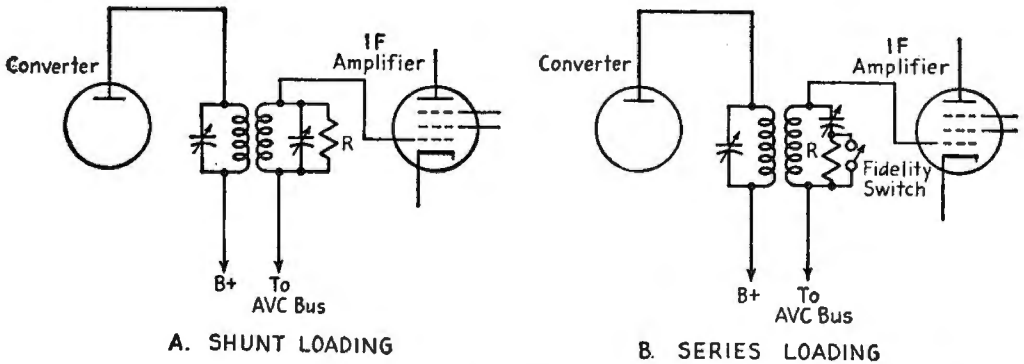 Converter
IF
Amplifier
R
B+
To
AVC Bus
A. SHUNT LOADING
Converter
IF
Amplifier
R
Fidelity
Switch
B+
To
AVC Bus
B. SERIES LOADING